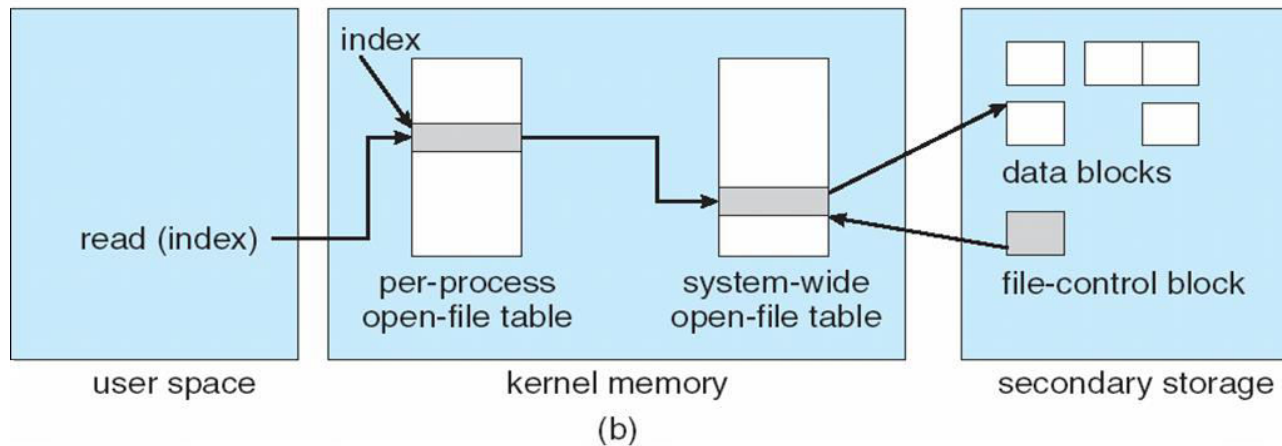 index
read (index)
per-process
open-file table
system-wide
open-file table
data blocks
file-control block
user space
kernel memory
secondary storage
(b)